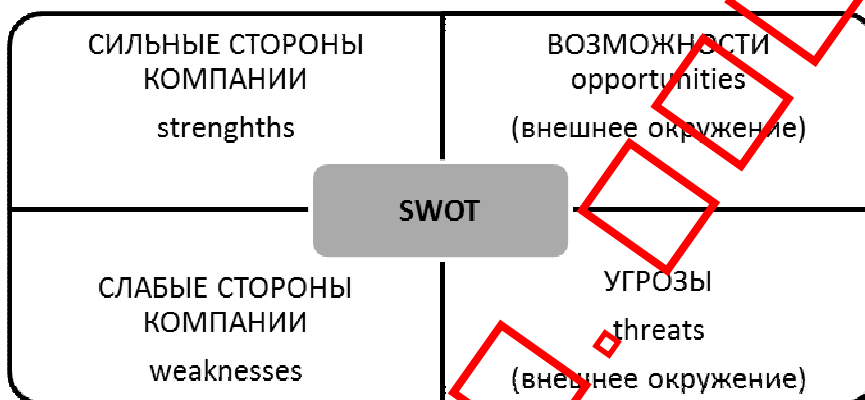 СИЛЬНЫЕ СТОРОНЫ
КОМПАНИИ
strenghths
ВОЗМОЖНОСТИ
opportunities
(внешнее окружение)
SWOT
СЛАБЫЕ СТОРОНЫ
КОМПАНИИ
weaknesses
УГРОЗЫ
threats
(внешнее окружение)